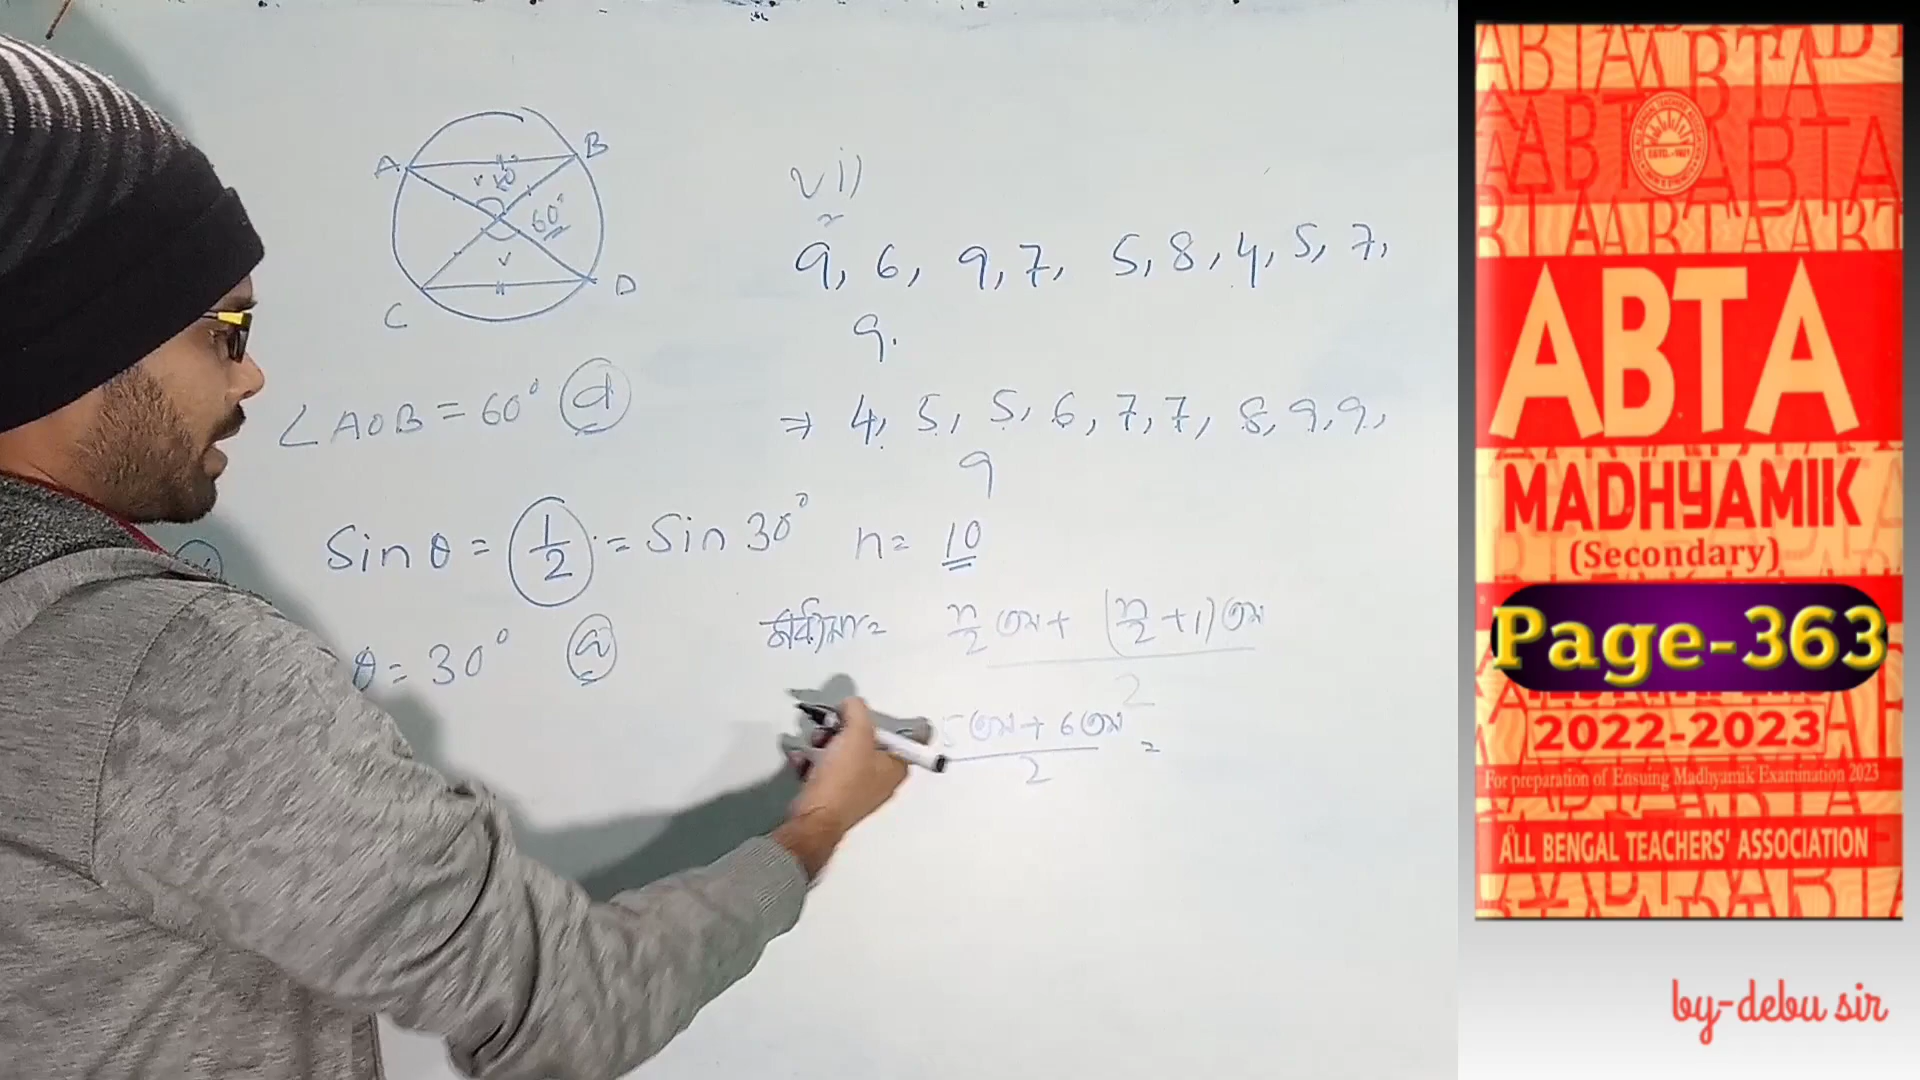 A B
60°
C D
∠AOB = 60° d
Sin θ = 1/2 = Sin 30°
θ = 30° a
vi)
9, 6, 9, 7, 5, 8, 4, 5, 7,
9.
⇒ 4, 5, 5, 6, 7, 7, 8, 9, 9,
9
n = 10
= n/2 তম + (n/2 + 1) তম
2
5 তম + 6 তম =
2
ABTA
MADHYAMIK
(Secondary)
Page-363
2022-2023
For preparation of Ensuing Madhyamik Examination 2023
ALL BENGAL TEACHERS' ASSOCIATION
by-debu sir